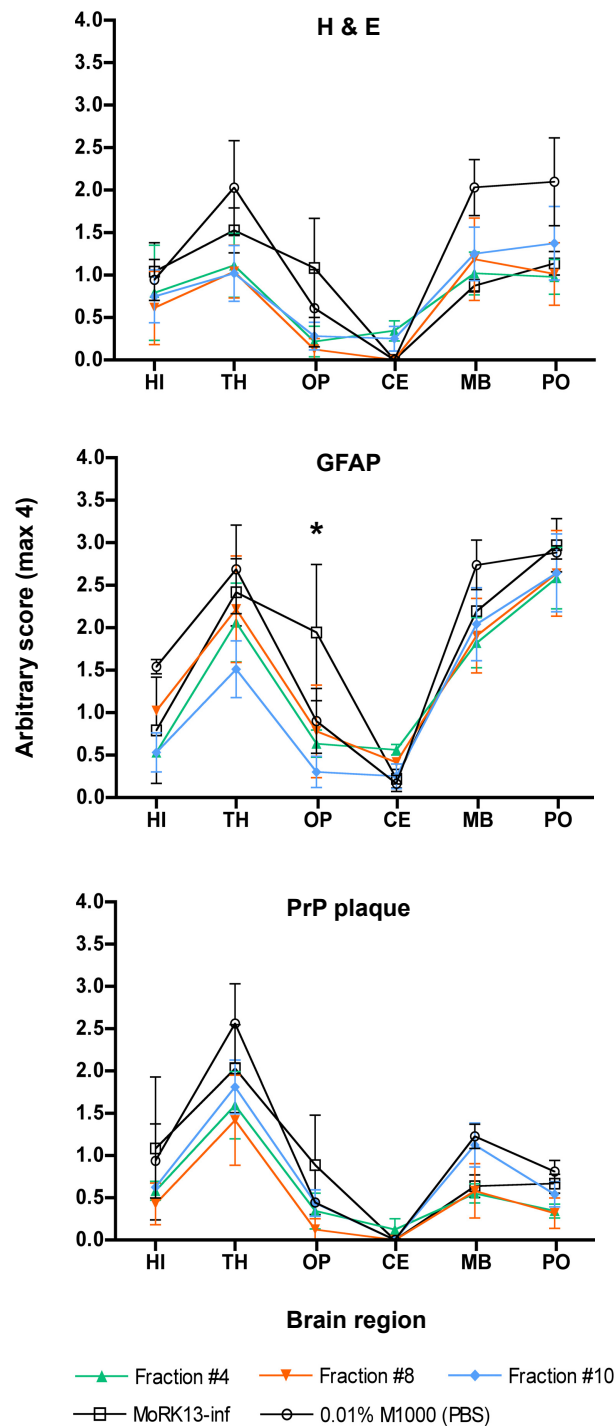 H & E
4.0
3.5
3.0
2.5
2.0
1.5
1.0
0.5
0.0
HI TH OP CE MB PO
Arbitrary score (max 4)
GFAP
4.0
3.5
3.0
2.5
2.0
1.5
1.0
0.5
0.0
*
HI TH OP CE MB PO
PrP plaque
4.0
3.5
3.0
2.5
2.0
1.5
1.0
0.5
0.0
HI TH OP CE MB PO
Brain region
Fraction #4 Fraction #8 Fraction #10
MoRK13-inf 0.01% M1000 (PBS)